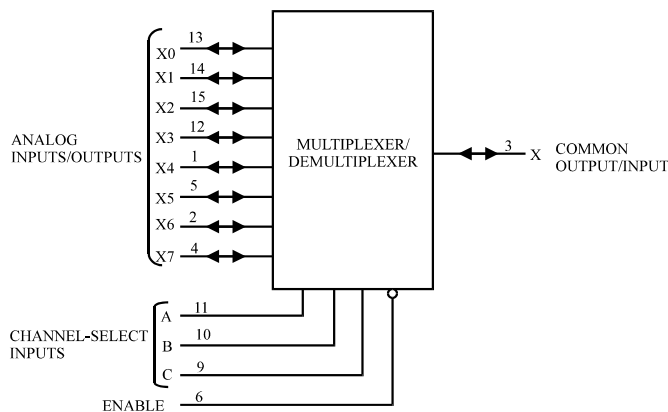 X0 13
X1 14
X2 15
X3 12
X4 1
X5 5
X6 2
X7 4
ANALOG
INPUTS/OUTPUTS
MULTIPLEXER/
DEMULTIPLEXER
3 X
COMMON
OUTPUT/INPUT
CHANNEL-SELECT
INPUTS
A 11
B 10
C 9
ENABLE 6